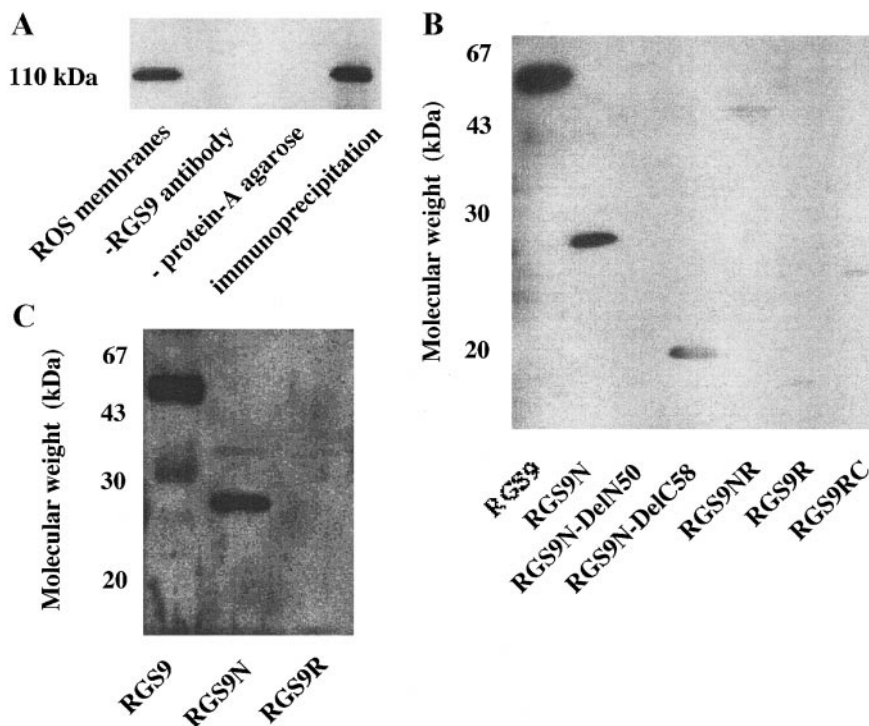 A
110 kDa
ROS membranes
-RGS9 antibody
- protein-A agarose
immunoprecipitation
B
Molecular weight (kDa)
67
43
30
20
RGS9
RGS9N
RGS9N-DelN50
RGS9N-DelC58
RGS9NR
RGS9R
RGS9RC
C
Molecular weight (kDa)
67
43
30
20
RGS9
RGS9N
RGS9R